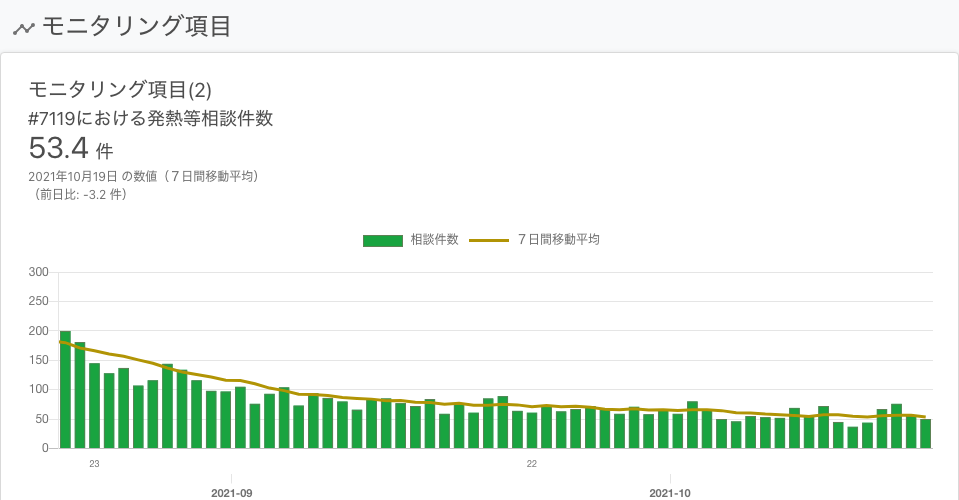 モニタリング項目
モニタリング項目(2)
#7119における発熱等相談件数
53.4 件
2021年10月19日 の数値（７日間移動平均）
（前日比: -3.2 件）
相談件数 ７日間移動平均
300
250
200
150
100
50
0
23 22
2021-09 2021-10